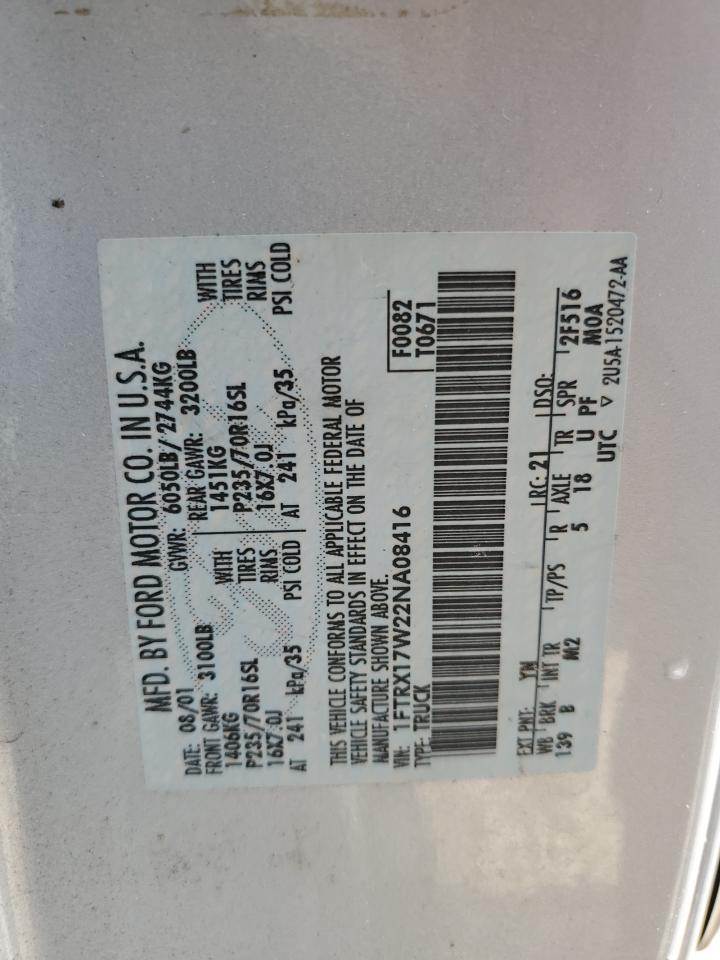 MFD. BY FORD MOTOR CO. IN U.S.A.
DATE: 08/01 GVWR: 6050LB/ 2744KG
FRONT GAWR: 3100LB REAR GAWR: 3200LB WITH
1406KG 1451KG TIRES
P235/70R16SL TIRES P235/70R16SL RIMS
16X7.0J RIMS 16X7.0J
AT 241 kPa/35 PSI COLD AT 241 kPa/35 PSI COLD
THIS VEHICLE CONFORMS TO ALL APPLICABLE FEDERAL MOTOR
VEHICLE SAFETY STANDARDS IN EFFECT ON THE DATE OF
MANUFACTURE SHOWN ABOVE.
VIN: 1FTRX17W22NA08416 F0082
TYPE: TRUCK T0671
EXT PNT: YN RC: 21 DSO:
WB BRK INT TR TP/PS R AXLE TR SPR 2F516
139 B M2 5 18 U PF M0A
UTC ▽ 2U5A-1520472-AA